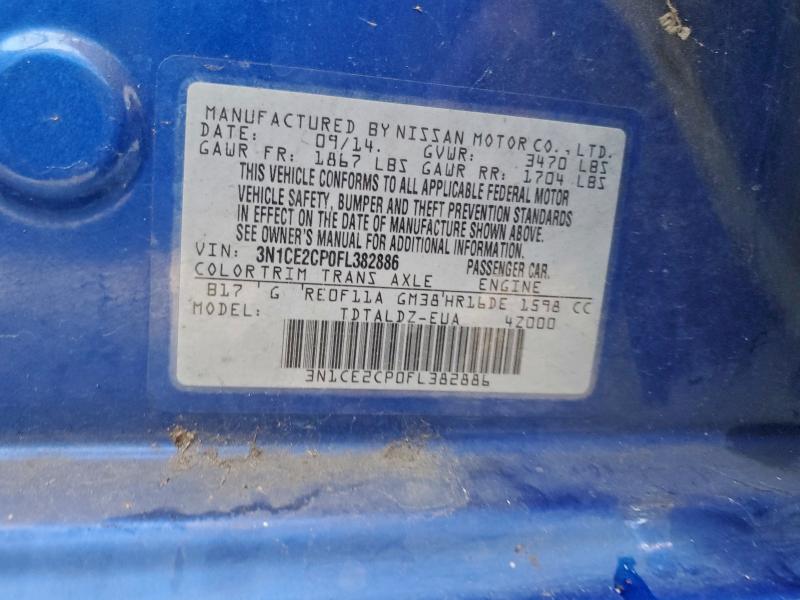 MANUFACTURED BY NISSAN MOTOR CO., LTD.
DATE: 09/14. GVWR: 3470 LBS
GAWR FR: 1867 LBS GAWR RR: 1704 LBS
THIS VEHICLE CONFORMS TO ALL APPLICABLE FEDERAL MOTOR
VEHICLE SAFETY, BUMPER AND THEFT PREVENTION STANDARDS
IN EFFECT ON THE DATE OF MANUFACTURE SHOWN ABOVE.
SEE OWNER'S MANUAL FOR ADDITIONAL INFORMATION.
VIN: 3N1CE2CP0FL382886 PASSENGER CAR.
COLOR TRIM TRANS AXLE ENGINE
B17 'G 'RE0F11A GM38'HR16DE 1598 CC
MODEL: TDTALDZ-EUA 42000
3N1CE2CP0FL382886